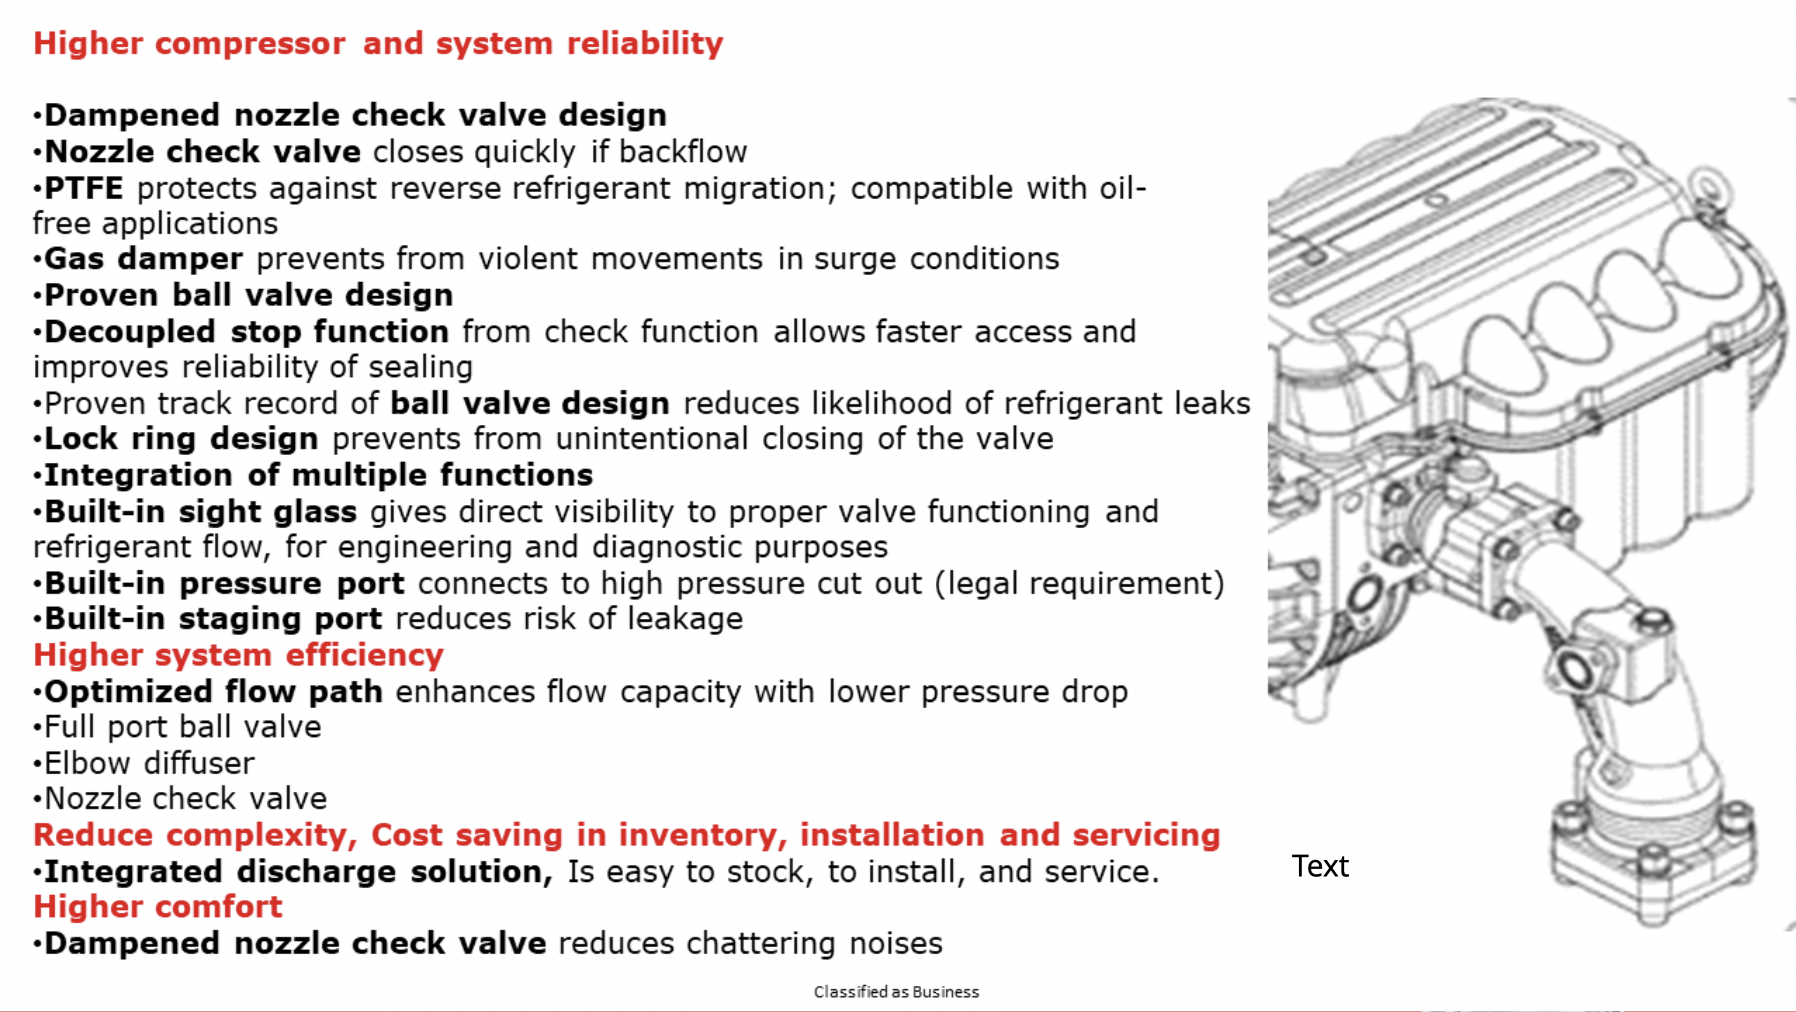 Higher compressor and system reliability
•Dampened nozzle check valve design
•Nozzle check valve closes quickly if backflow
•PTFE protects against reverse refrigerant migration; compatible with oil-
free applications
•Gas damper prevents from violent movements in surge conditions
•Proven ball valve design
•Decoupled stop function from check function allows faster access and
improves reliability of sealing
•Proven track record of ball valve design reduces likelihood of refrigerant leaks
•Lock ring design prevents from unintentional closing of the valve
•Integration of multiple functions
•Built-in sight glass gives direct visibility to proper valve functioning and
refrigerant flow, for engineering and diagnostic purposes
•Built-in pressure port connects to high pressure cut out (legal requirement)
•Built-in staging port reduces risk of leakage
Higher system efficiency
•Optimized flow path enhances flow capacity with lower pressure drop
•Full port ball valve
•Elbow diffuser
•Nozzle check valve
Reduce complexity, Cost saving in inventory, installation and servicing
•Integrated discharge solution, Is easy to stock, to install, and service.
Higher comfort
•Dampened nozzle check valve reduces chattering noises
Text
Classified as Business